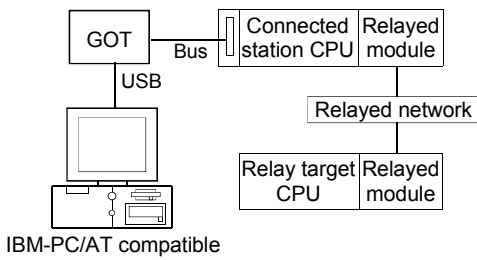 GOT
Bus
Connected
station CPU
Relayed
module
USB
Relayed network
Relay target
CPU
Relayed
module
IBM-PC/AT compatible